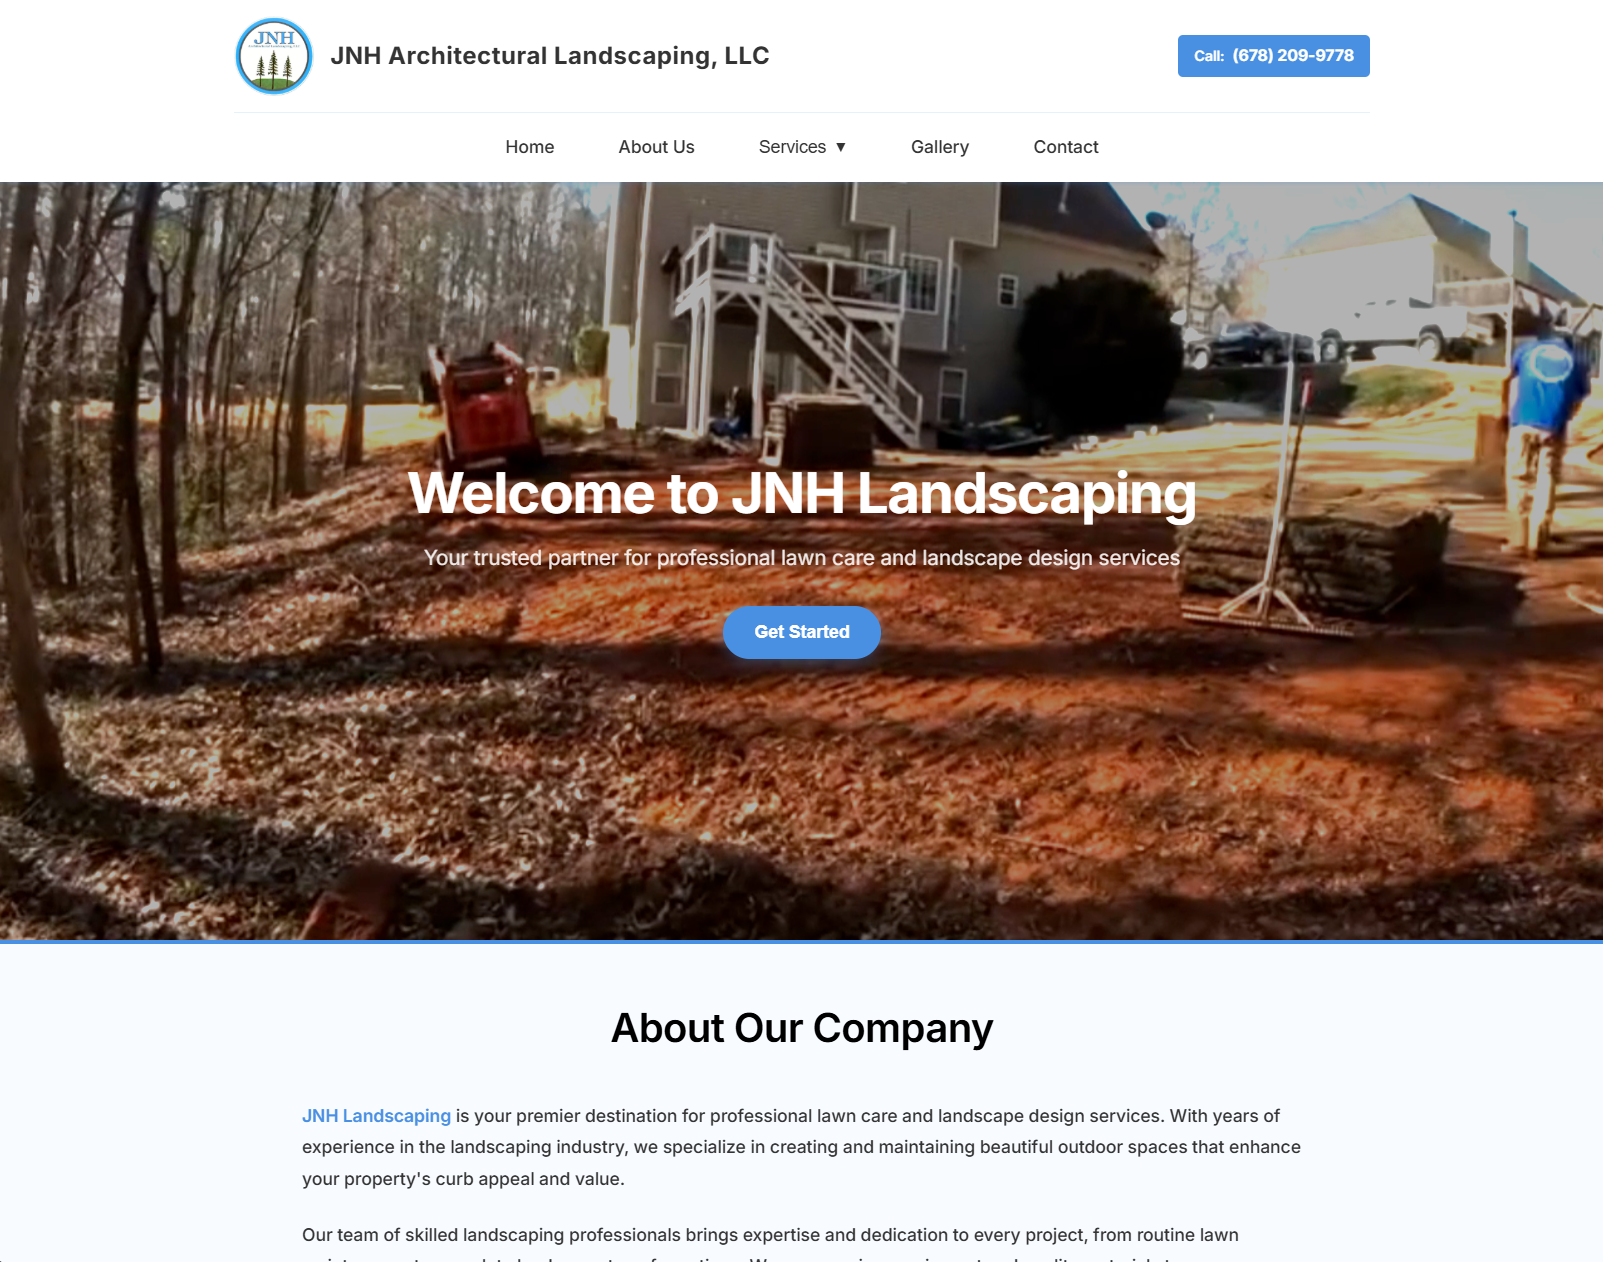 JNH
JNH Architectural Landscaping, LLC
Call: (678) 209-9778
Home
About Us
Services ▼
Gallery
Contact
Welcome to JNH Landscaping
Your trusted partner for professional lawn care and landscape design services
Get Started
About Our Company
JNH Landscaping is your premier destination for professional lawn care and landscape design services. With years of
experience in the landscaping industry, we specialize in creating and maintaining beautiful outdoor spaces that enhance
your property's curb appeal and value.
Our team of skilled landscaping professionals brings expertise and dedication to every project, from routine lawn